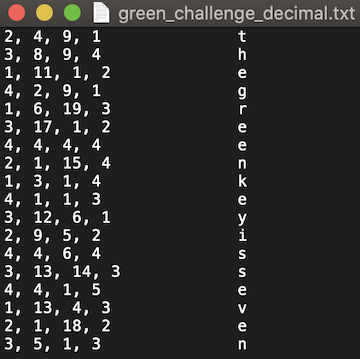 green_challenge_decimal.txt
2, 4, 9, 1 t
3, 8, 9, 4 h
1, 11, 1, 2 e
4, 2, 9, 1 g
1, 6, 19, 3 r
3, 17, 1, 2 e
4, 4, 4, 4 e
2, 1, 15, 4 n
1, 3, 1, 4 k
4, 1, 1, 3 e
3, 12, 6, 1 y
2, 9, 5, 2 i
4, 4, 6, 4 s
3, 13, 14, 3 s
4, 4, 1, 5 e
1, 13, 4, 3 v
2, 1, 18, 2 e
3, 5, 1, 3 n